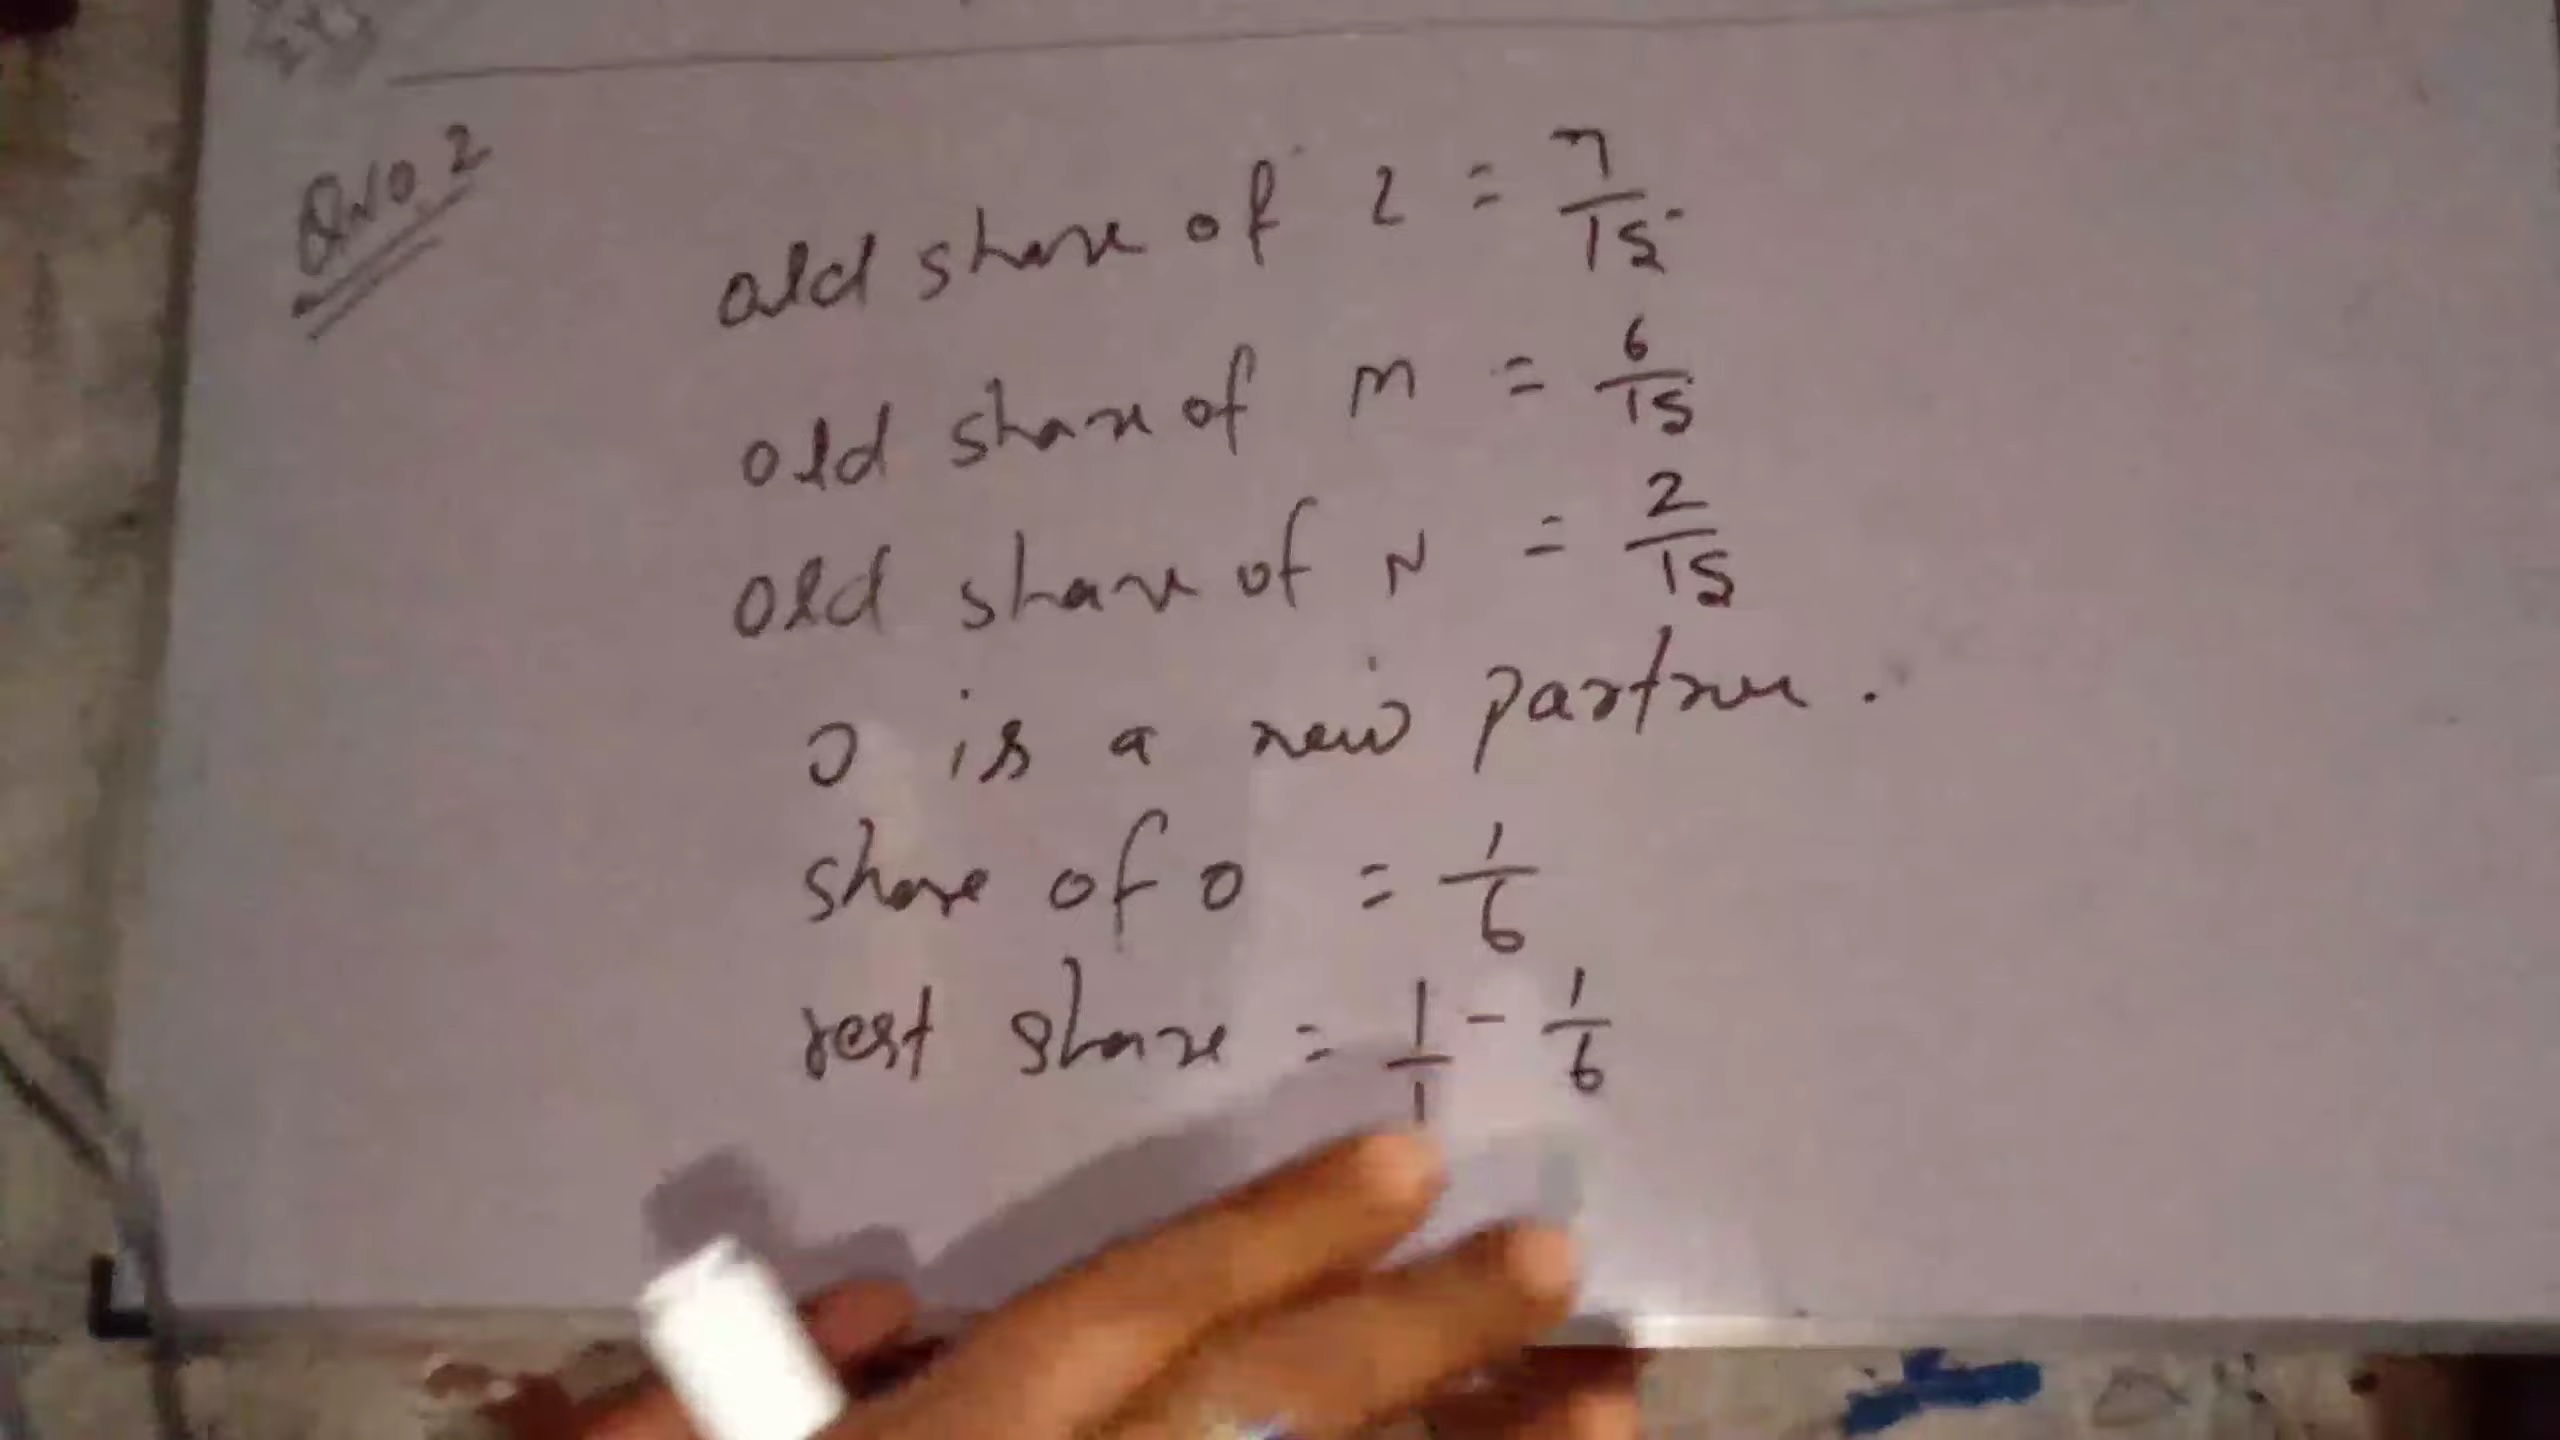 Q.NO.2
old share of L = 7/15
old share of M = 6/15
old share of N = 2/15
O is a new partner.
share of O = 1/6
rest share = 1/1 - 1/6